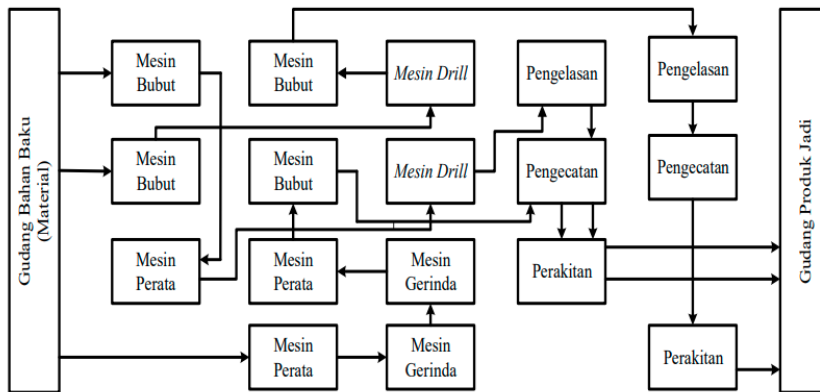 Gudang Bahan Baku
(Material)
Mesin
Bubut
Mesin
Bubut
Mesin Drill
Pengelasan
Pengelasan
Mesin
Bubut
Mesin
Bubut
Mesin Drill
Pengecatan
Pengecatan
Mesin
Perata
Mesin
Perata
Mesin
Gerinda
Perakitan
Mesin
Perata
Mesin
Gerinda
Perakitan
Gudang Produk Jadi